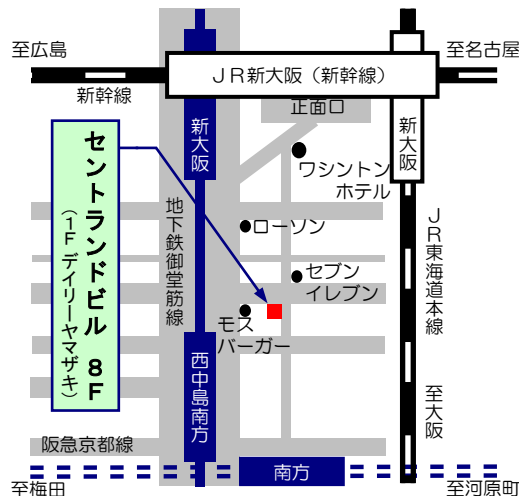 至広島
至名古屋
JR新大阪(新幹線)
新幹線
正面口
新大阪
新大阪
ワシントン
ホテル
セントランドビル 8F
(1F デイリーヤマザキ)
地下鉄御堂筋線
ローソン
JR東海道本線
セブン
イレブン
モス
バーガー
西中島南方
至大阪
阪急京都線
南方
至梅田
至河原町